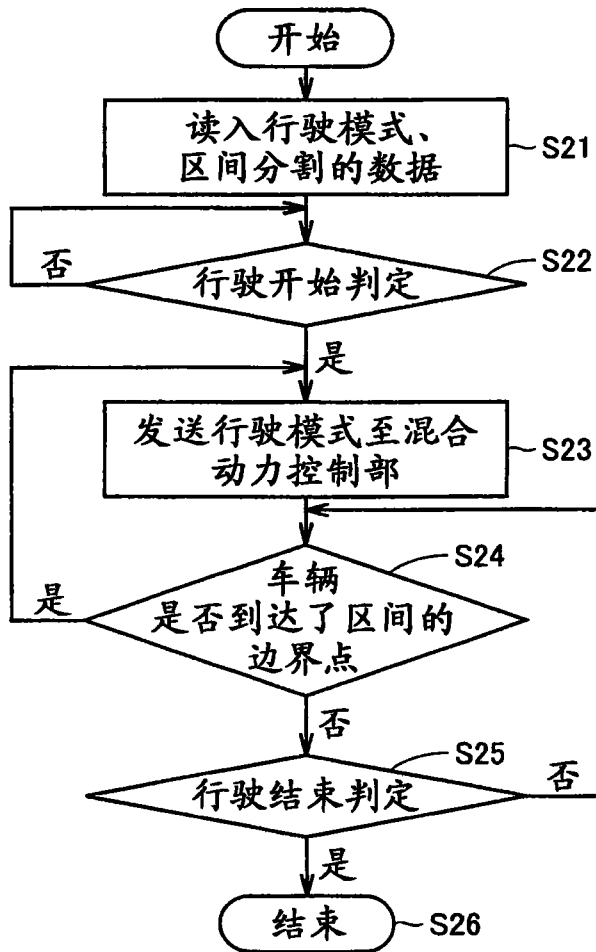 开始
读入行驶模式、
区间分割的数据
S21
否
行驶开始判定
S22
是
发送行驶模式至混合
动力控制部
S23
S24
车辆
是否到达了区间的
边界点
是
否
S25
行驶结束判定
否
是
结束
S26